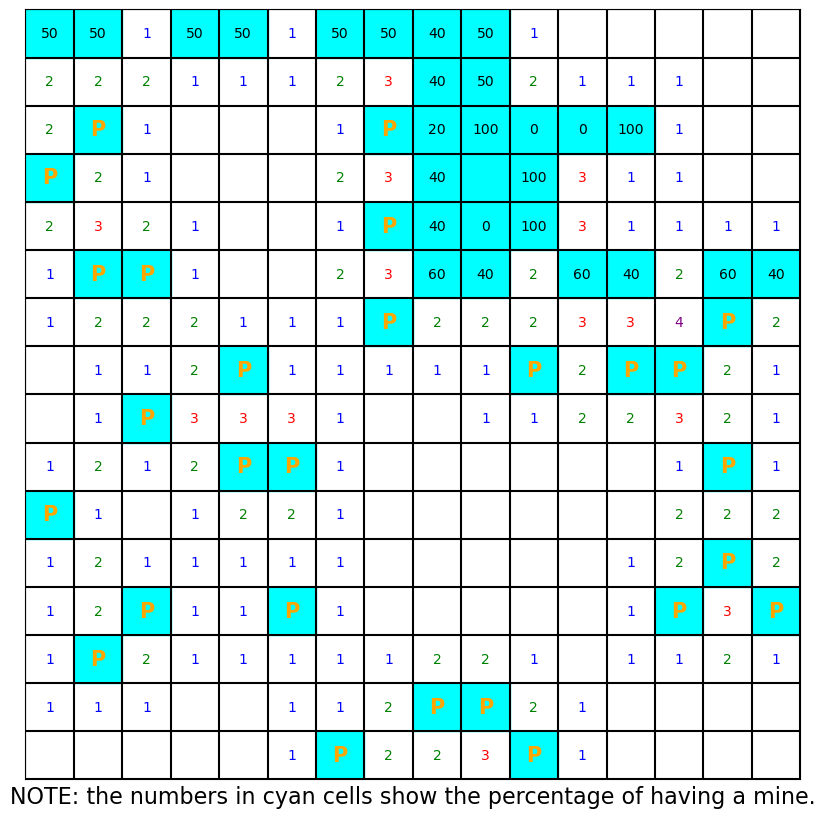 50 50 1 50 50 1 50 50 40 50 1
2 2 2 1 1 1 2 3 40 50 2 1 1 1
2 P 1 1 P 20 100 0 0 100 1
P 2 1 2 3 40 100 3 1 1
2 3 2 1 1 P 40 0 100 3 1 1 1 1
1 P P 1 2 3 60 40 2 60 40 2 60 40
1 2 2 2 1 1 1 P 2 2 2 3 3 4 P 2
1 1 2 P 1 1 1 1 1 P 2 P P 2 1
1 P 3 3 3 1 1 1 2 2 3 2 1
1 2 1 2 P P 1 1 P 1
P 1 1 2 2 1 2 2 2
1 2 1 1 1 1 1 1 2 P 2
1 2 P 1 1 P 1 1 P 3 P
1 P 2 1 1 1 1 1 2 2 1 1 1 2 1
1 1 1 1 1 2 P P 2 1
1 P 2 2 3 P 1
NOTE: the numbers in cyan cells show the percentage of having a mine.